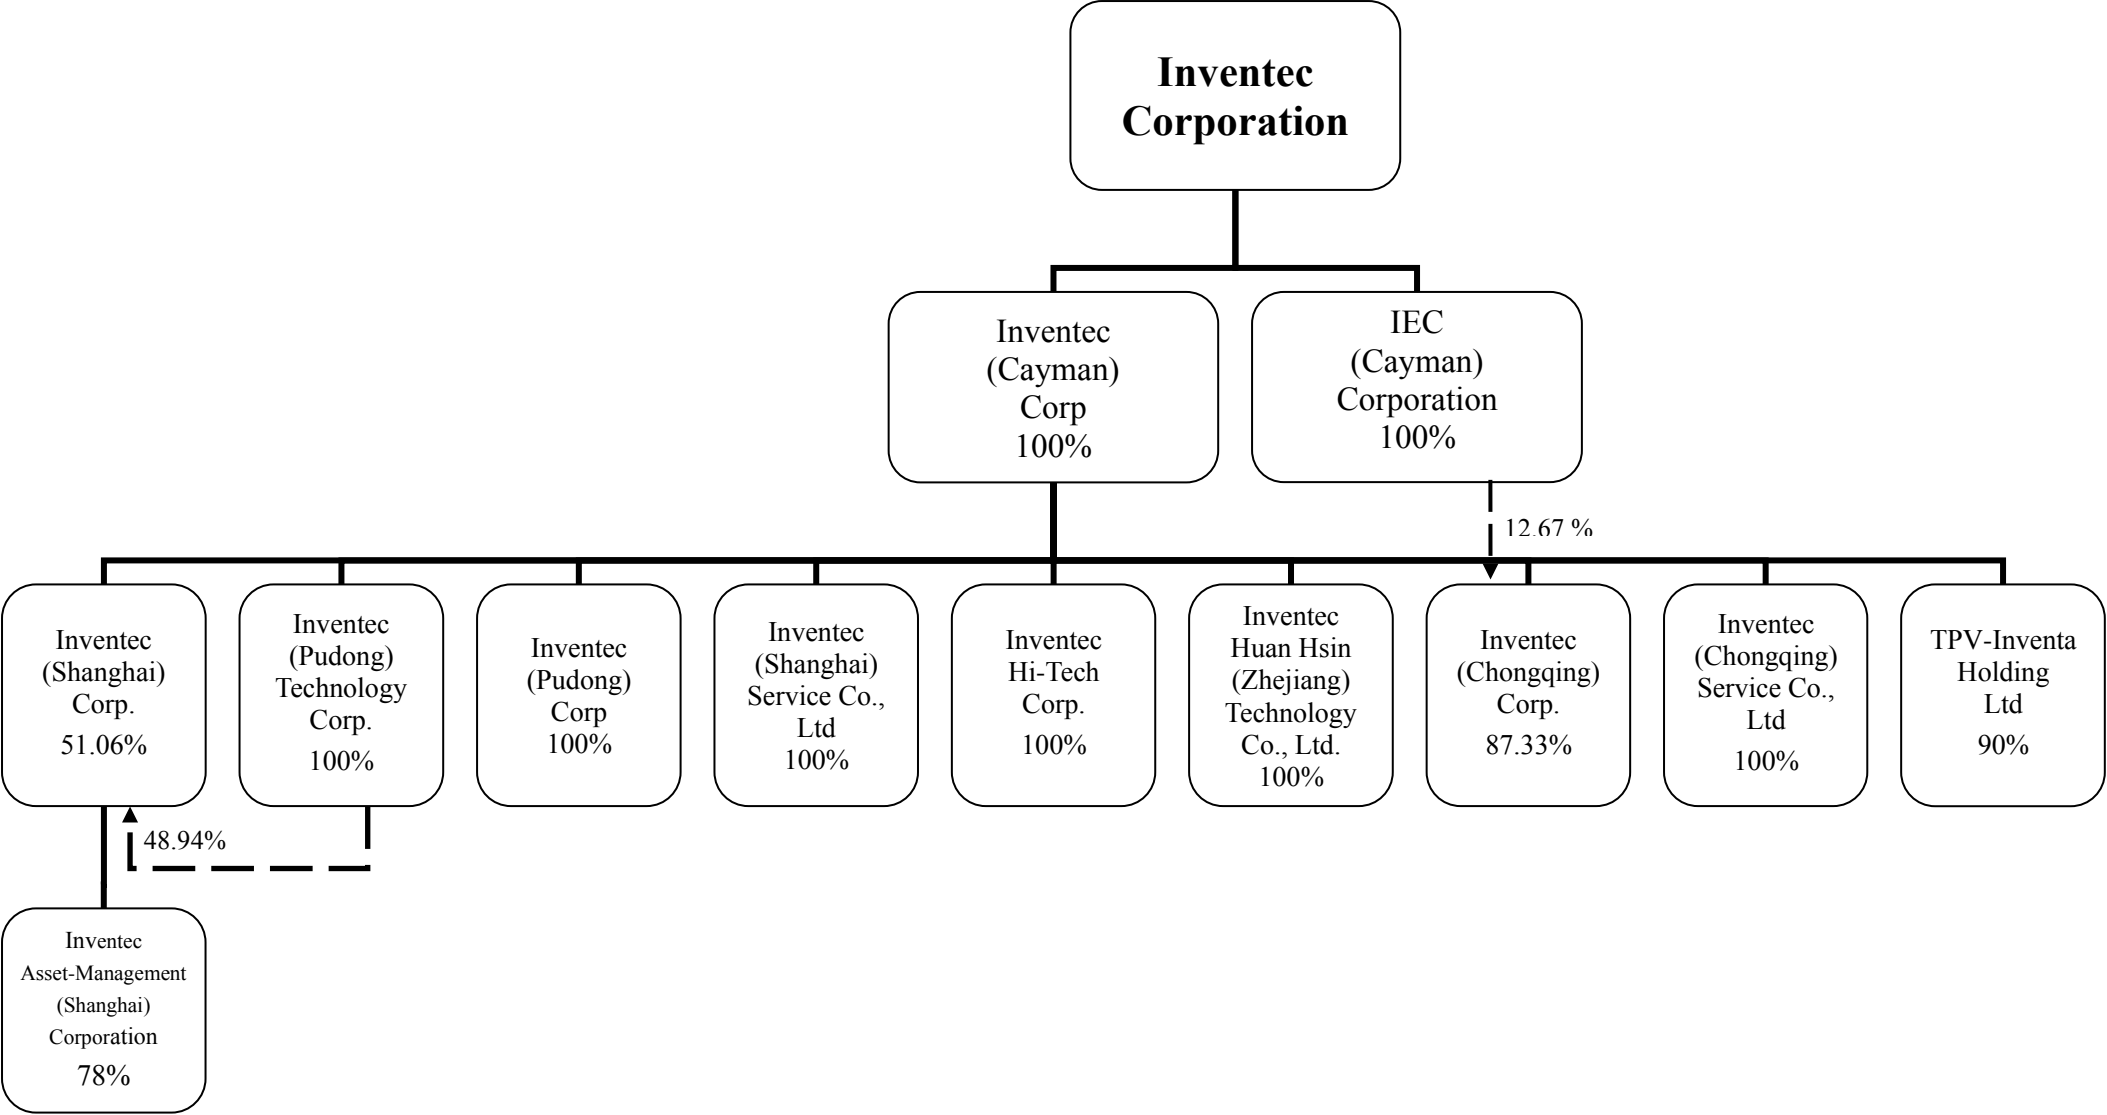 Inventec
Corporation
Inventec
(Cayman)
Corp
100%
IEC
(Cayman)
Corporation
100%
12.67 %
Inventec
(Shanghai)
Corp.
51.06%
Inventec
(Pudong)
Technology
Corp.
100%
Inventec
(Pudong)
Corp
100%
Inventec
(Shanghai)
Service Co.,
Ltd
100%
Inventec
Hi-Tech
Corp.
100%
Inventec
Huan Hsin
(Zhejiang)
Technology
Co., Ltd.
100%
Inventec
(Chongqing)
Corp.
87.33%
Inventec
(Chongqing)
Service Co.,
Ltd
100%
TPV-Inventa
Holding
Ltd
90%
48.94%
Inventec
Asset-Management
(Shanghai)
Corporation
78%